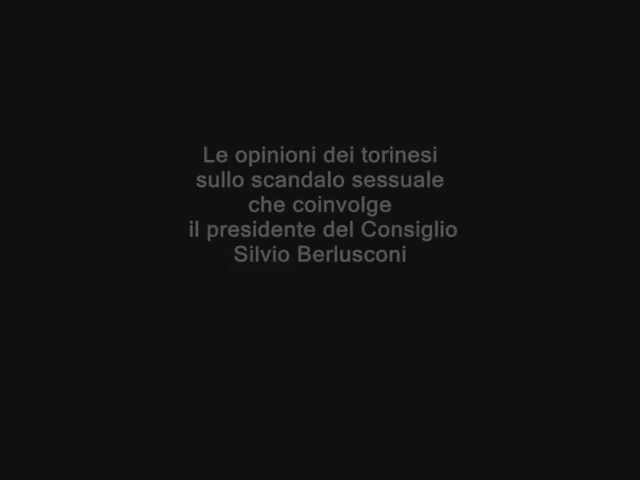 Le opinioni dei torinesi
sullo scandalo sessuale
che coinvolge
il presidente del Consiglio
Silvio Berlusconi